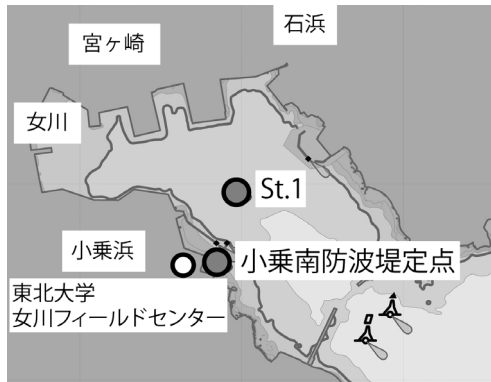 石浜
宮ヶ崎
女川
St.1
小乗浜
小乗南防波堤定点
東北大学
女川フィールドセンター